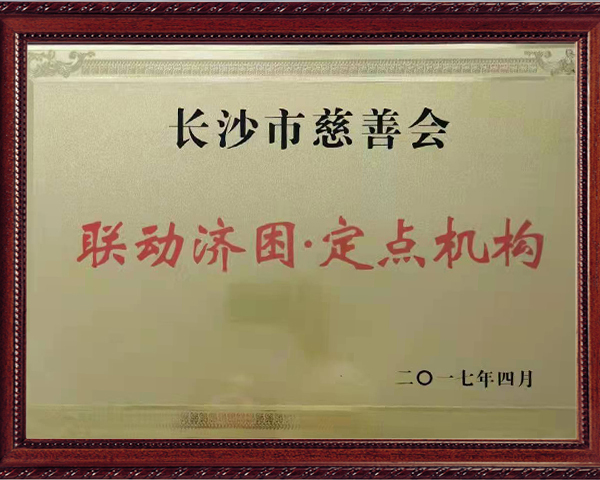 长沙市慈善会
联动济困·定点机构
二〇一七年四月